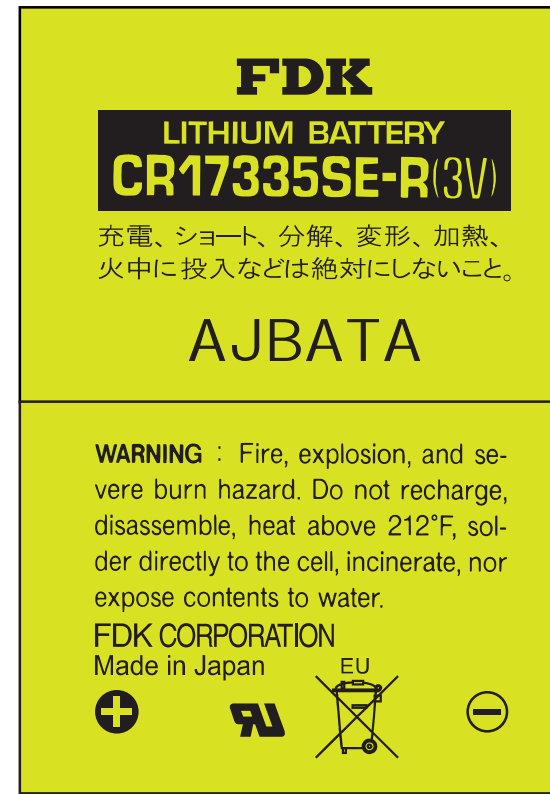 FDK
LITHIUM BATTERY
CR17335SE-R(3V)
充電、ショート、分解、変形、加熱、
火中に投入などは絶対にしないこと。
AJBATA
WARNING : Fire, explosion, and se-
vere burn hazard. Do not recharge,
disassemble, heat above 212°F, sol-
der directly to the cell, incinerate, nor
expose contents to water.
FDK CORPORATION
Made in Japan
EU